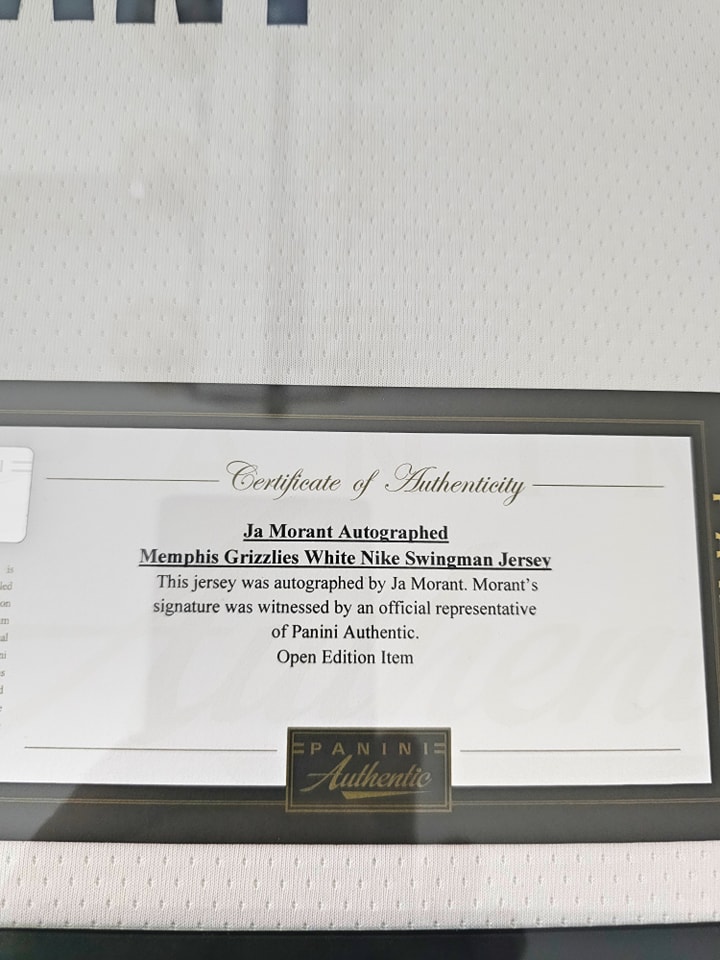 Certificate of Authenticity
Ja Morant Autographed
Memphis Grizzlies White Nike Swingman Jersey
This jersey was autographed by Ja Morant. Morant's
signature was witnessed by an official representative
of Panini Authentic.
Open Edition Item
PANINI
Authentic